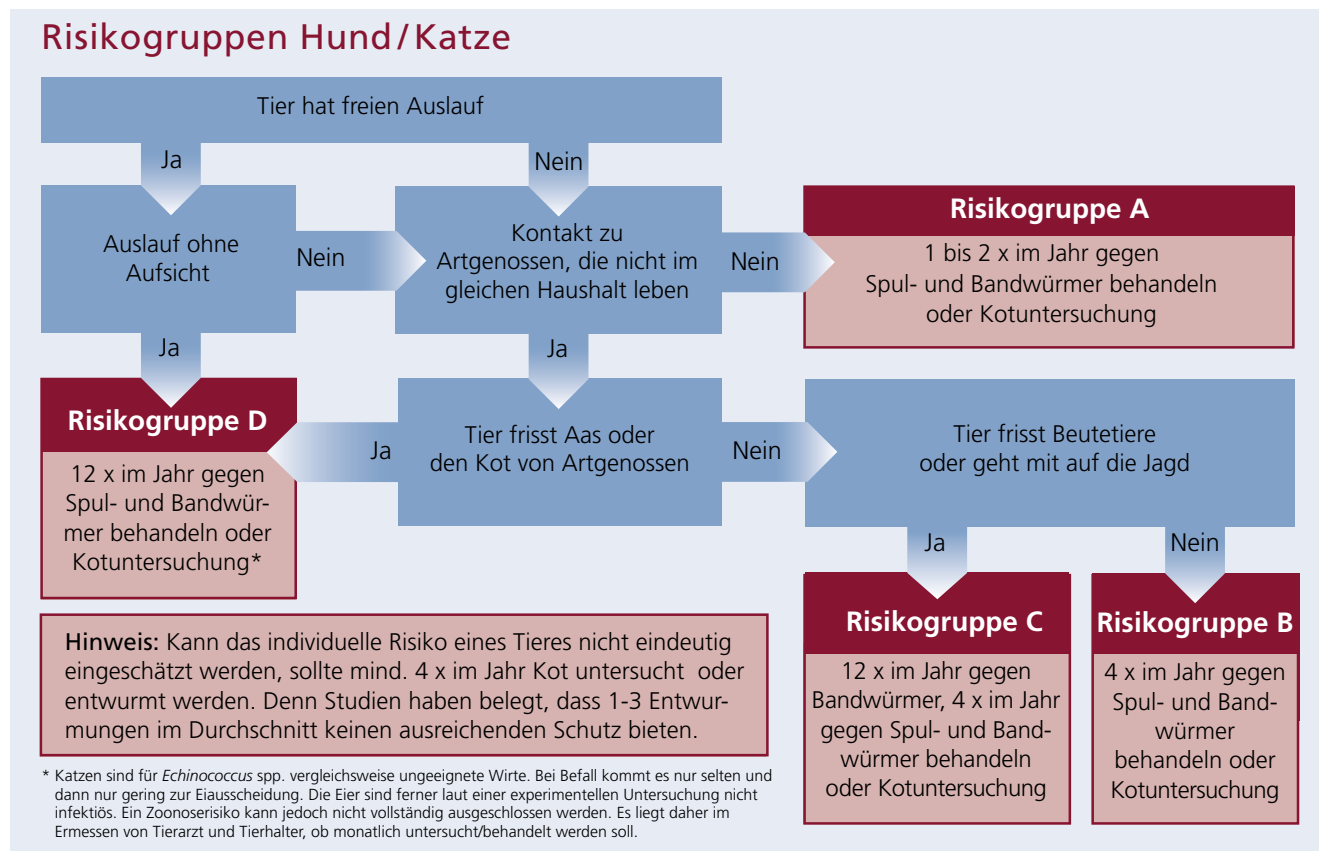 Risikogruppen Hund/Katze
Tier hat freien Auslauf
Ja
Nein
Auslauf ohne
Aufsicht
Nein
Kontakt zu
Artgenossen, die nicht im
gleichen Haushalt leben
Nein
Risikogruppe A
1 bis 2 x im Jahr gegen
Spul- und Bandwürmer behandeln
oder Kotuntersuchung
Ja
Ja
Risikogruppe D
12 x im Jahr gegen
Spul- und Bandwür-
mer behandeln oder
Kotuntersuchung*
Ja
Tier frisst Aas oder
den Kot von Artgenossen
Nein
Tier frisst Beutetiere
oder geht mit auf die Jagd
Ja
Nein
Risikogruppe C
12 x im Jahr gegen
Bandwürmer, 4 x im Jahr
gegen Spul- und Band-
würmer behandeln
oder Kotuntersuchung
Risikogruppe B
4 x im Jahr gegen
Spul- und Band-
würmer
behandeln oder
Kotuntersuchung
Hinweis: Kann das individuelle Risiko eines Tieres nicht eindeutig
eingeschätzt werden, sollte mind. 4 x im Jahr Kot untersucht oder
entwurmt werden. Denn Studien haben belegt, dass 1-3 Entwur-
mungen im Durchschnitt keinen ausreichenden Schutz bieten.
* Katzen sind für Echinococcus spp. vergleichsweise ungeeignete Wirte. Bei Befall kommt es nur selten und
dann nur gering zur Eiausscheidung. Die Eier sind ferner laut einer experimentellen Untersuchung nicht
infektiös. Ein Zoonoserisiko kann jedoch nicht vollständig ausgeschlossen werden. Es liegt daher im
Ermessen von Tierarzt und Tierhalter, ob monatlich untersucht/behandelt werden soll.